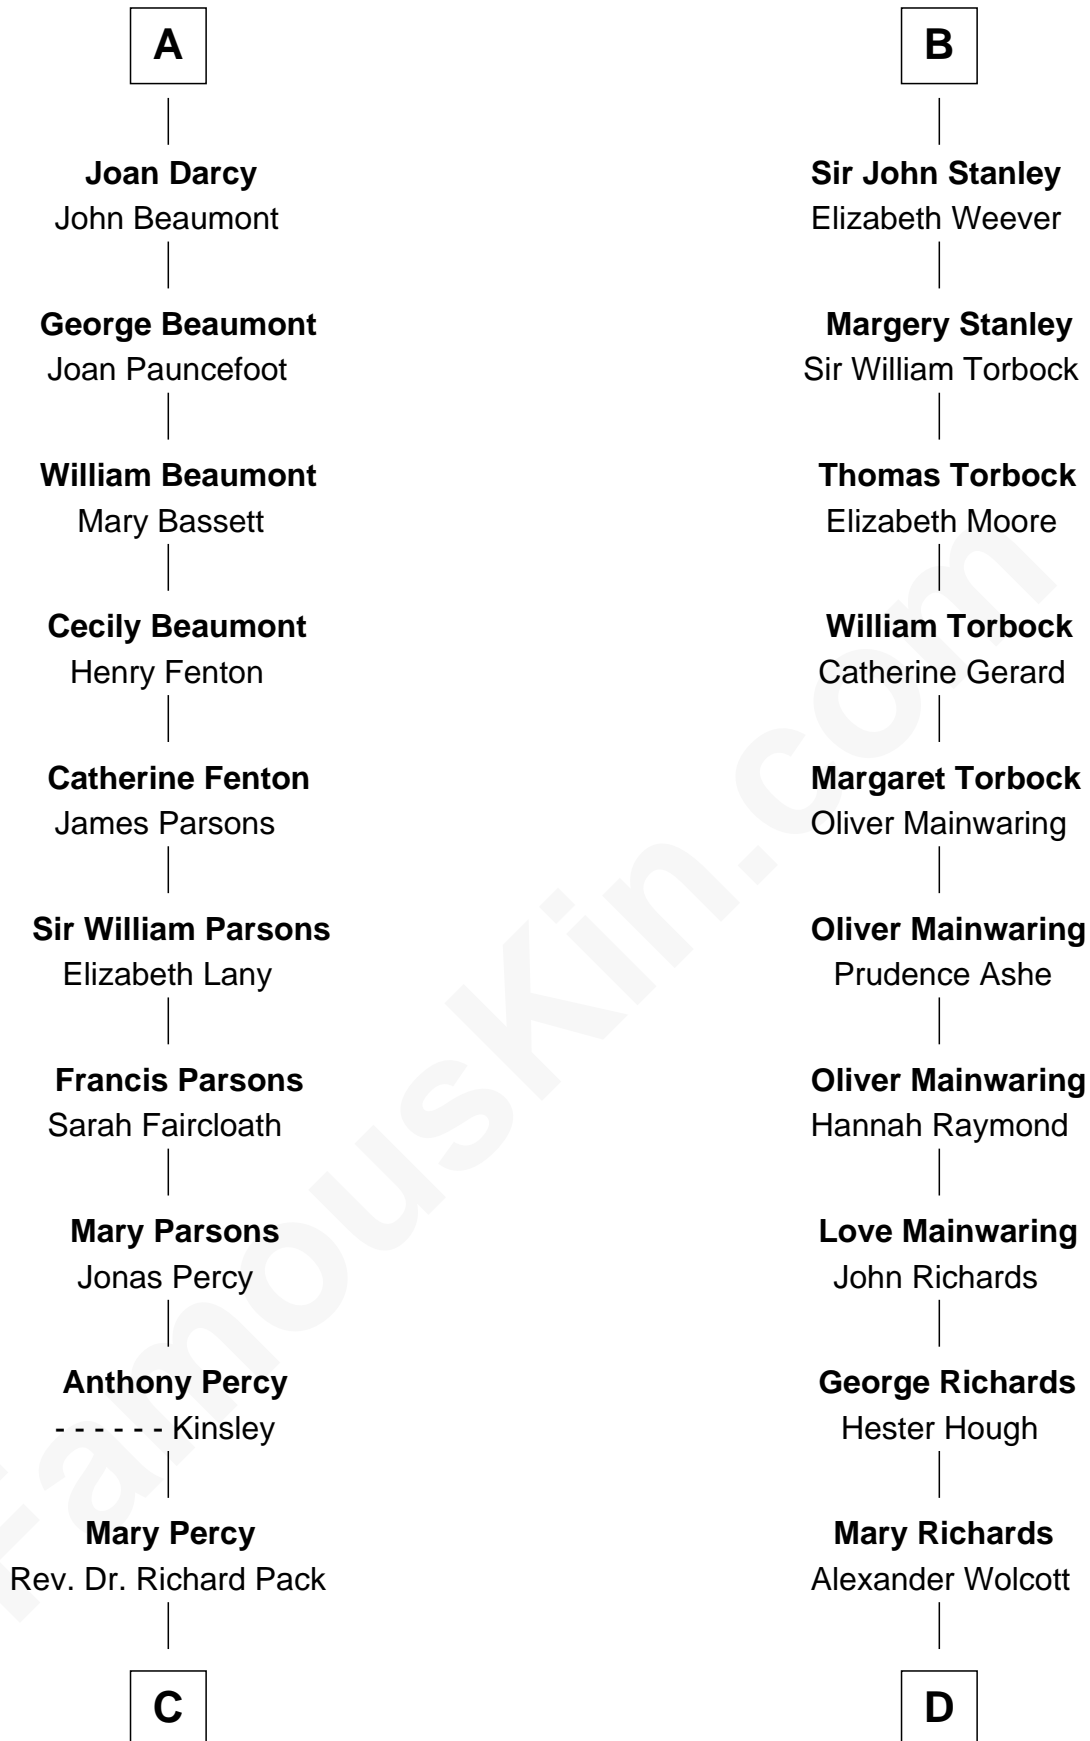 A
Joan Darcy
John Beaumont
George Beaumont
Joan Pauncefoot
William Beaumont
Mary Bassett
Cecily Beaumont
Henry Fenton
Catherine Fenton
James Parsons
Sir William Parsons
Elizabeth Lany
Francis Parsons
Sarah Faircloath
Mary Parsons
Jonas Percy
Anthony Percy
- - - - - - Kinsley
Mary Percy
Rev. Dr. Richard Pack
C
B
Sir John Stanley
Elizabeth Weever
Margery Stanley
Sir William Torbock
Thomas Torbock
Elizabeth Moore
William Torbock
Catherine Gerard
Margaret Torbock
Oliver Mainwaring
Oliver Mainwaring
Prudence Ashe
Oliver Mainwaring
Hannah Raymond
Love Mainwaring
John Richards
George Richards
Hester Hough
Mary Richards
Alexander Wolcott
D
FamousKin.com